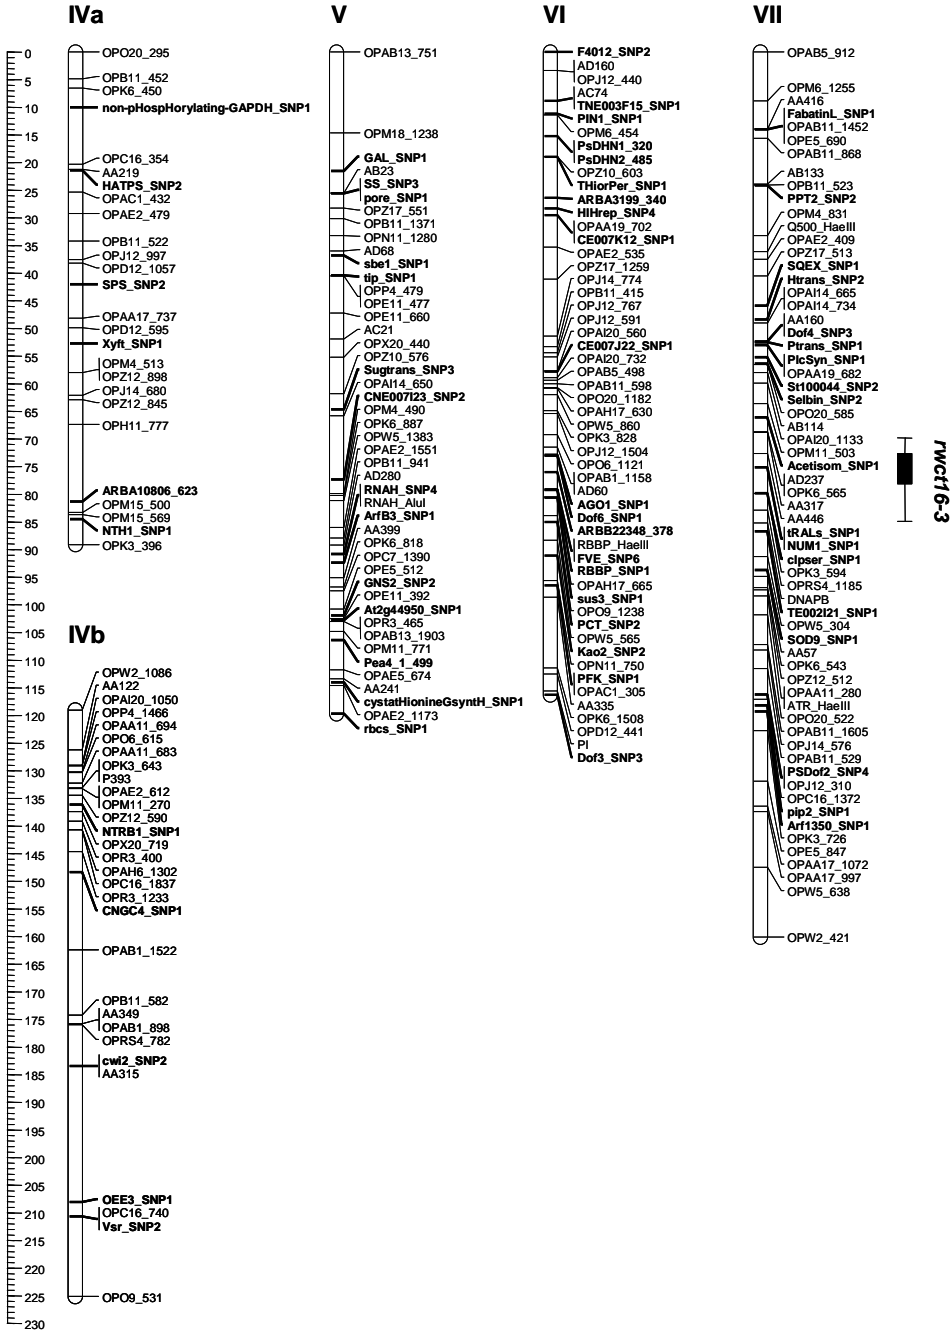 IVa
V
VI
VII
0
5
10
15
20
25
30
35
40
45
50
55
60
65
70
75
80
85
90
95
100
105
110
115
120
125
130
135
140
145
150
155
160
165
170
175
180
185
190
195
200
205
210
215
220
225
230
OPO20_295
OPB11_452
OPK6_450
non-pHospHorylating-GAPDH_SNP1
OPC16_354
AA219
HATPS_SNP2
OPAC1_432
OPAE2_479
OPB11_522
OPJ12_997
OPD12_1057
SPS_SNP2
OPAA17_737
OPD12_595
Xyft_SNP1
OPM4_513
OPZ12_898
OPJ14_680
OPZ12_845
OPH11_777
ARBA10806_623
OPM15_500
OPM15_569
NTH1_SNP1
OPK3_396
IVb
OPW2_1086
AA122
OPAI20_1050
OPP4_1466
OPAA11_694
OPO6_615
OPAA11_683
OPK3_643
P393
OPAE2_612
OPM11_270
OPZ12_590
NTRB1_SNP1
OPX20_719
OPR3_400
OPAH6_1302
OPC16_1837
OPR3_1233
CNGC4_SNP1
OPAB1_1522
OPB11_582
AA349
OPAB1_898
OPRS4_782
cwi2_SNP2
AA315
OEE3_SNP1
OPC16_740
Vsr_SNP2
OPO9_531
OPAB13_751
OPM18_1238
GAL_SNP1
AB23
SS_SNP3
pore_SNP1
OPZ17_551
OPB11_1371
OPN11_1280
AD68
sbe1_SNP1
tip_SNP1
OPP4_479
OPE11_477
OPE11_660
AC21
OPX20_440
OPZ10_576
Sugtrans_SNP3
OPAI14_650
CNE007I23_SNP2
OPM4_490
OPK6_887
OPW5_1383
OPAE2_1551
OPB11_941
AD280
RNAH_SNP4
RNAH_AluI
ArfB3_SNP1
AA399
OPK6_818
OPC7_1390
OPE5_512
GNS2_SNP2
OPE11_392
At2g44950_SNP1
OPR3_465
OPAB13_1903
OPM11_771
Pea4_1_499
OPAE5_674
AA241
cystatHionineGsyntH_SNP1
OPAE2_1173
rbcs_SNP1
F4012_SNP2
AD160
OPJ12_440
AC74
TNE003F15_SNP1
PIN1_SNP1
OPM6_454
PsDHN1_320
PsDHN2_485
OPZ10_603
THiorPer_SNP1
ARBA3199_340
HIHrep_SNP4
OPAA19_702
CE007K12_SNP1
OPAE2_535
OPZ17_1259
OPJ14_774
OPB11_415
OPJ12_767
OPJ12_591
OPAI20_560
CE007J22_SNP1
OPAI20_732
OPAB5_498
OPAB11_598
OPO20_1182
OPAH17_630
OPW5_860
OPK3_828
OPJ12_1504
OPO6_1121
OPAB1_1158
AD60
AGO1_SNP1
Dof6_SNP1
ARBB22348_378
RBBP_HaeIII
FVE_SNP6
RBBP_SNP1
OPAH17_665
sus3_SNP1
OPO9_1238
PCT_SNP2
OPW5_565
Kao2_SNP2
OPN11_750
PFK_SNP1
OPAC1_305
AA335
OPK6_1508
OPD12_441
PI
Dof3_SNP3
OPAB5_912
OPM6_1255
AA416
FabatinL_SNP1
OPAB11_1452
OPE5_690
OPAB11_868
AB133
OPB11_523
PPT2_SNP2
OPM4_831
Q500_HaeIII
OPAE2_409
OPZ17_513
SQEX_SNP1
Htrans_SNP2
OPAI14_665
OPAI14_734
AA160
Dof4_SNP3
Ptrans_SNP1
PlcSyn_SNP1
OPAA19_682
St100044_SNP2
Selbin_SNP2
OPO20_585
AB114
OPAI20_1133
OPM11_503
Acetisom_SNP1
AD237
OPK6_565
AA317
AA446
tRALs_SNP1
NUM1_SNP1
clpser_SNP1
OPK3_594
OPRS4_1185
DNAPB
TE002I21_SNP1
OPW5_304
SOD9_SNP1
AA57
OPK6_543
OPZ12_512
OPAA11_280
ATR_HaeIII
OPO20_522
OPAB11_1605
OPJ14_576
OPAB11_529
PSDof2_SNP4
OPJ12_310
OPC16_1372
pip2_SNP1
Arf1350_SNP1
OPK3_726
OPE5_847
OPAA17_1072
OPAA17_997
OPW5_638
OPW2_421
rwct16-3